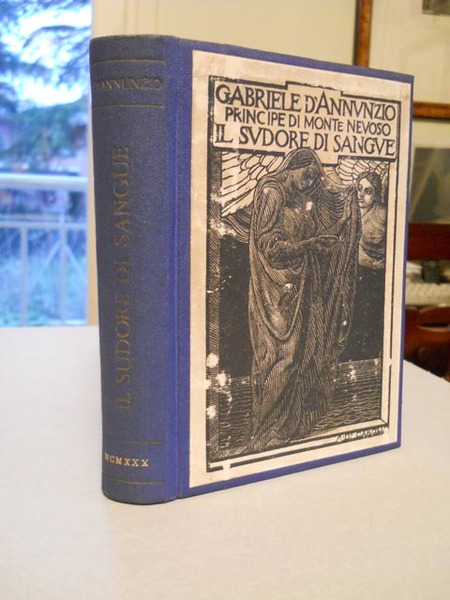 D'ANNUNZIO
IL SUDORE DI SANGUE
MCMXXX
GABRIELE D'ANNVNZIO
PRINCIPE DI MONTE NEVOSO
IL SVDORE DI SANGVE